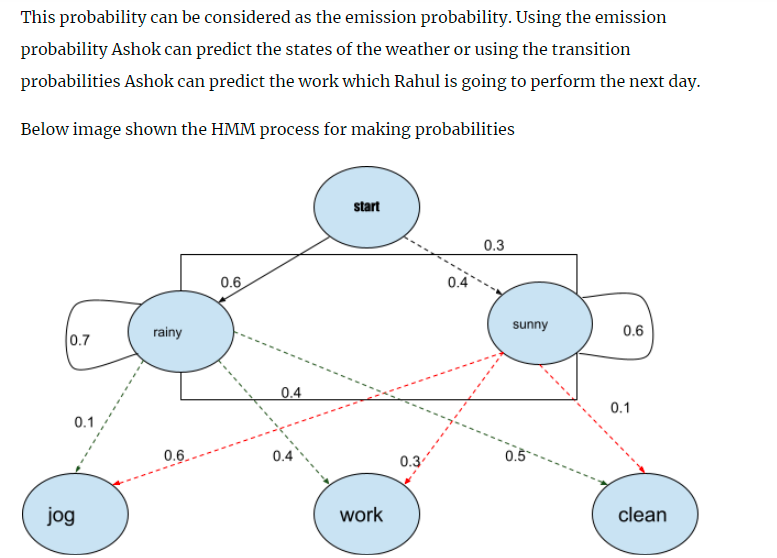 This probability can be considered as the emission probability. Using the emission
probability Ashok can predict the states of the weather or using the transition
probabilities Ashok can predict the work which Rahul is going to perform the next day.
Below image shown the HMM process for making probabilities
start
0.3
0.6
0.4
rainy
sunny
0.7
0.6
0.4
0.1
0.1
0.6
0.4
0.3
0.5
jog
work
clean